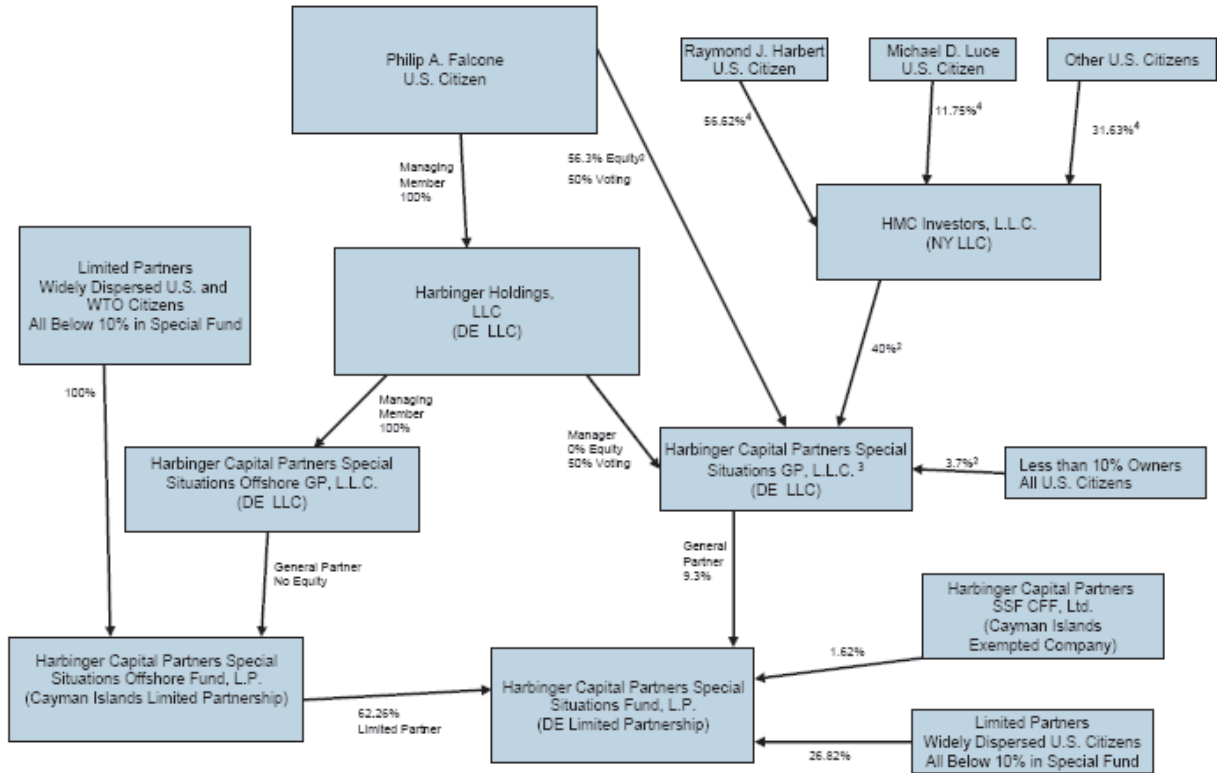 Philip A. Falcone
U.S. Citizen
Raymond J. Harbert
U.S. Citizen
Michael D. Luce
U.S. Citizen
Other U.S. Citizens
56.62%4
11.75%4
31.63%4
56.3% Equity2
50% Voting
Managing
Member
100%
HMC Investors, L.L.C.
(NY LLC)
Limited Partners
Widely Dispersed U.S. and
WTO Citizens
All Below 10% in Special Fund
Harbinger Holdings,
LLC
(DE LLC)
40%2
100%
Managing
Member
100%
Manager
0% Equity
50% Voting
Harbinger Capital Partners Special
Situations Offshore GP, L.L.C.
(DE LLC)
Harbinger Capital Partners Special
Situations GP, L.L.C. 3
(DE LLC)
3.7%2
Less than 10% Owners
All U.S. Citizens
General Partner
No Equity
General
Partner
9.3%
Harbinger Capital Partners
SSF CFF, Ltd.
(Cayman Islands
Exempted Company)
Harbinger Capital Partners Special
Situations Offshore Fund, L.P.
(Cayman Islands Limited Partnership)
62.26%
Limited Partner
Harbinger Capital Partners Special
Situations Fund, L.P.
(DE Limited Partnership)
1.62%
26.82%
Limited Partners
Widely Dispersed U.S. Citizens
All Below 10% in Special Fund